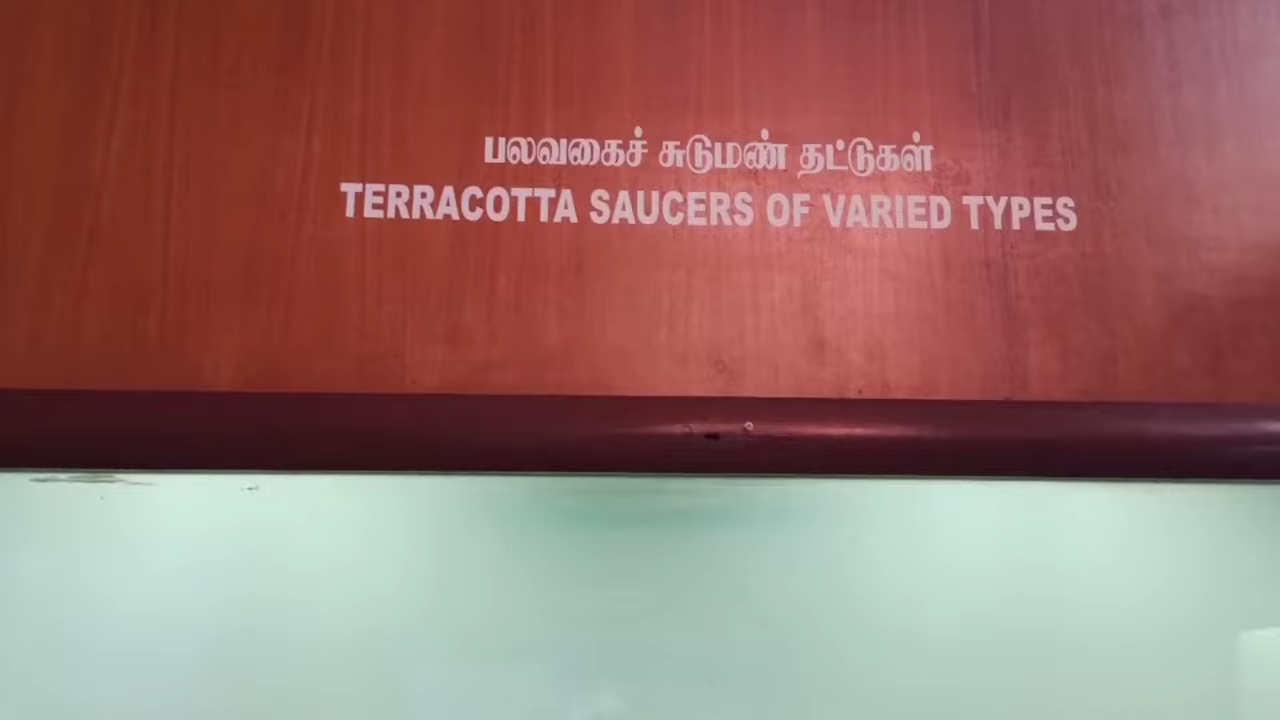 பலவகைச் சுடுமண் தட்டுகள்
TERRACOTTA SAUCERS OF VARIED TYPES